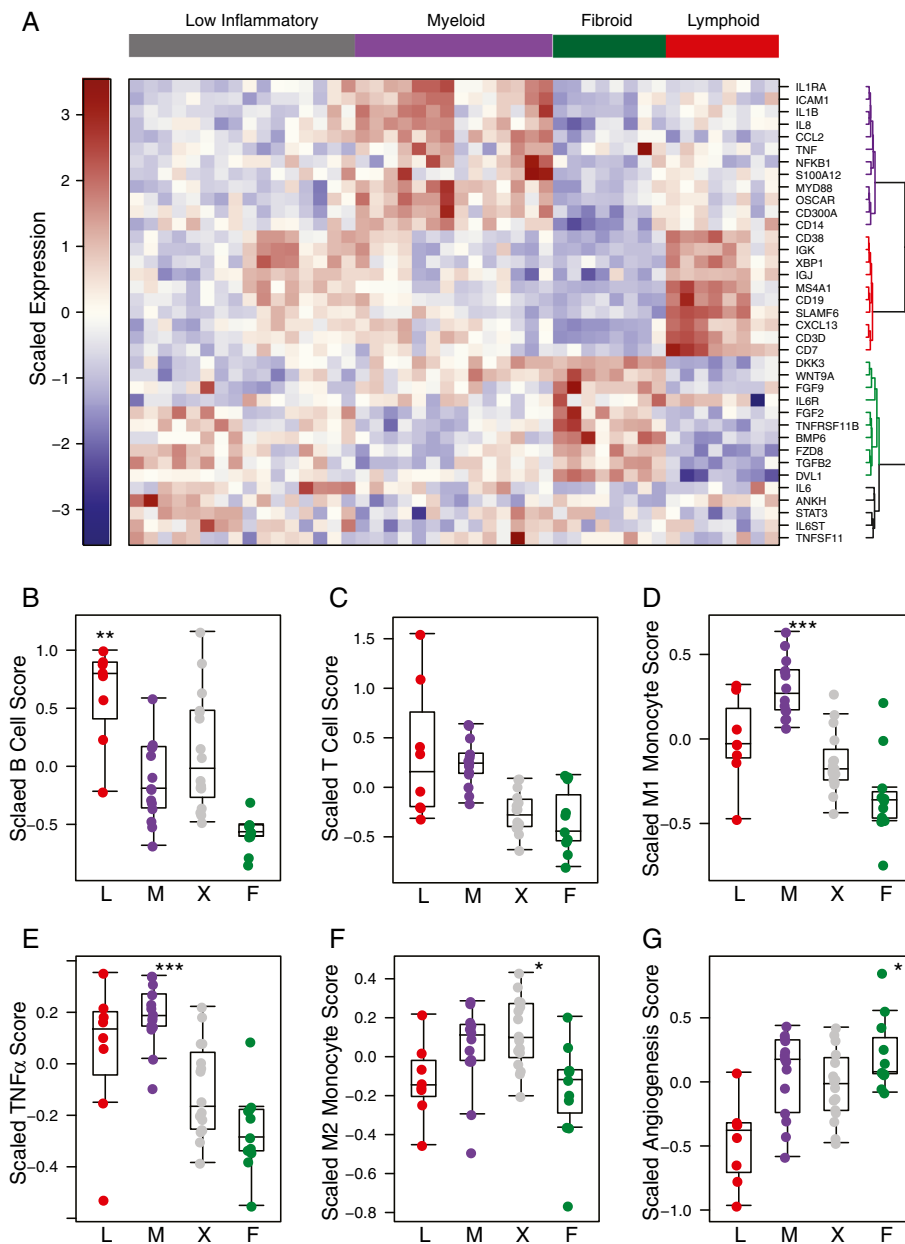 A
Low Inflammatory Myeloid Fibroid Lymphoid
Scaled Expression
3
2
1
0
−1
−2
−3
IL1RA
ICAM1
IL1B
IL8
CCL2
TNF
NFKB1
S100A12
MYD88
OSCAR
CD300A
CD14
CD38
IGK
XBP1
IGJ
MS4A1
CD19
SLAMF6
CXCL13
CD3D
CD7
DKK3
WNT9A
FGF9
IL6R
FGF2
TNFRSF11B
BMP6
FZD8
TGFB2
DVL1
IL6
ANKH
STAT3
IL6ST
TNFSF11
B
Sclaed B Cell Score
1.0
0.5
0.0
−0.5
**
L M X F
C
Scaled T Cell Score
1.5
1.0
0.5
0.0
−0.5
L M X F
D
Scaled M1 Monocyte Score
0.5
0.0
−0.5
***
L M X F
E
Scaled TNFα Score
0.2
0.0
−0.2
−0.4
***
L M X F
F
Scaled M2 Monocyte Score
0.4
0.2
0.0
−0.2
−0.4
−0.6
−0.8
*
L M X F
G
Scaled Angiogenesis Score
0.5
0.0
−0.5
−1.0
*
L M X F